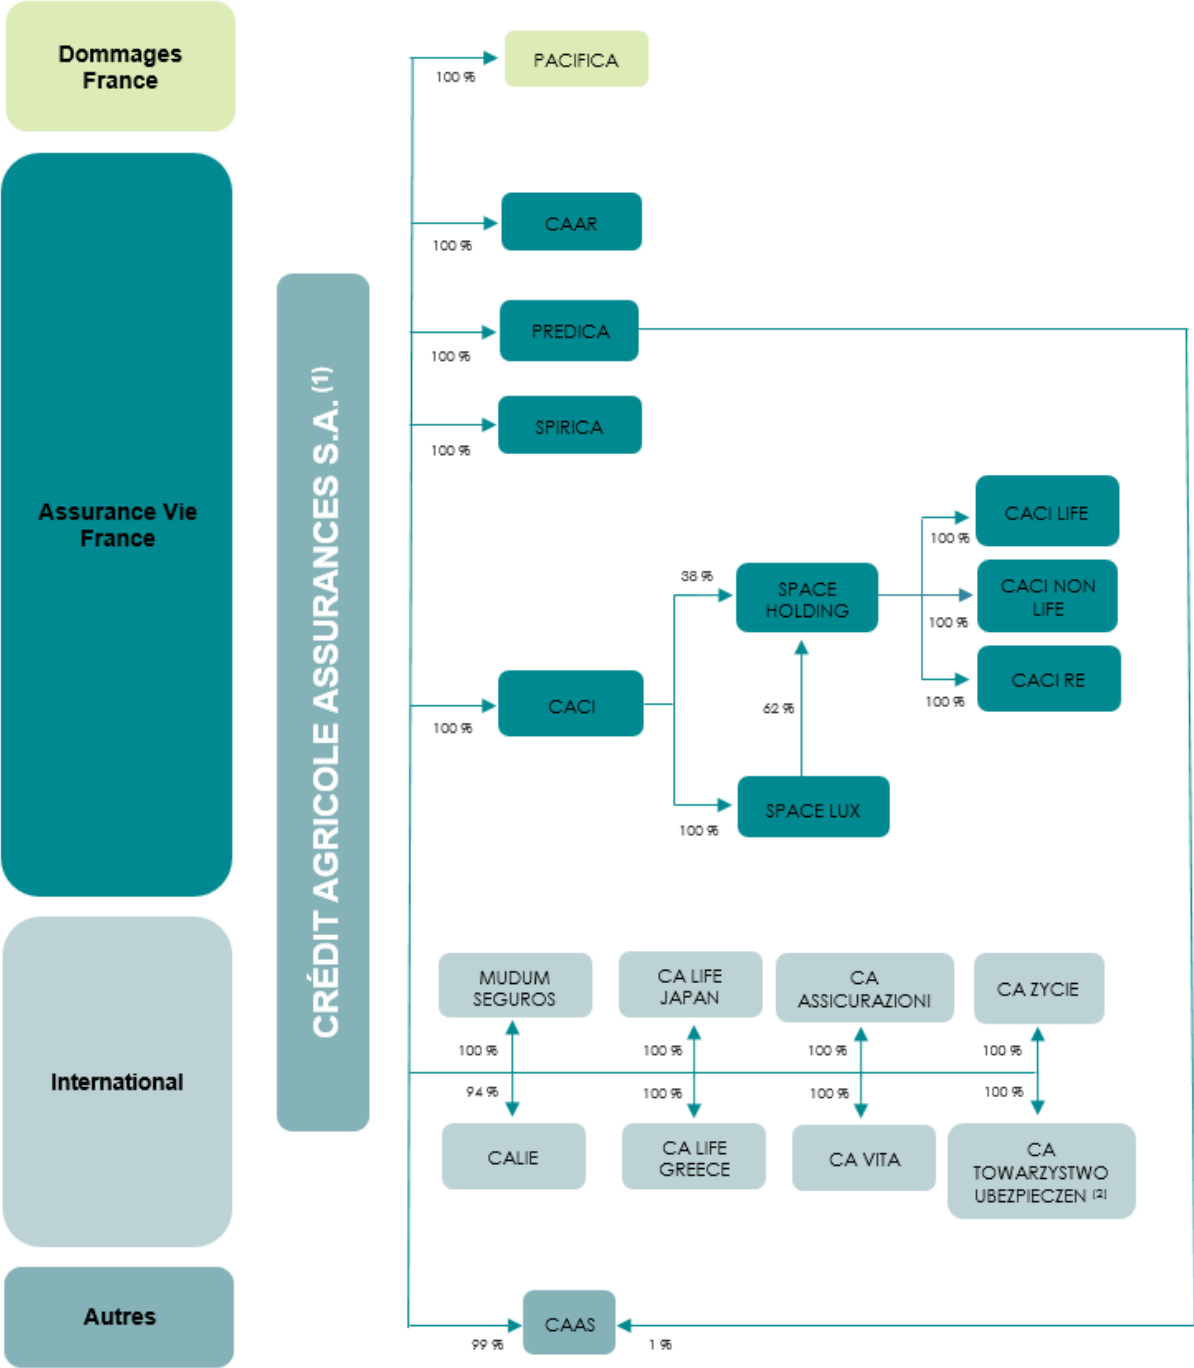 Dommages
France
PACIFICA
100 %
Assurance Vie
France
CRÉDIT AGRICOLE ASSURANCES S.A. (1)
CAAR
100 %
PREDICA
100 %
SPIRICA
100 %
CACI
100 %
38 %
SPACE
HOLDING
62 %
SPACE LUX
100 %
CACI LIFE
100 %
CACI NON
LIFE
100 %
CACI RE
100 %
International
MUDUM
SEGUROS
CA LIFE
JAPAN
CA
ASSICURAZIONI
CA ZYCIE
100 %
100 %
100 %
100 %
94 %
100 %
100 %
100 %
CALIE
CA LIFE
GREECE
CA VITA
CA
TOWARZYSTWO
UBEZPIECZEN (2)
Autres
CAAS
99 %
1 %